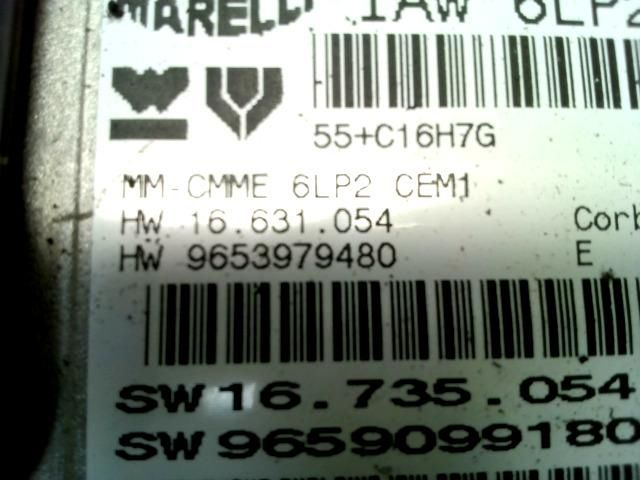 MARELLI IAW 6LP2
55+C16H7G
MM-CMME 6LP2 CEM1
HW 16.631.054 Corb
HW 9653979480 E
SW 16.735.054
SW 9659099180